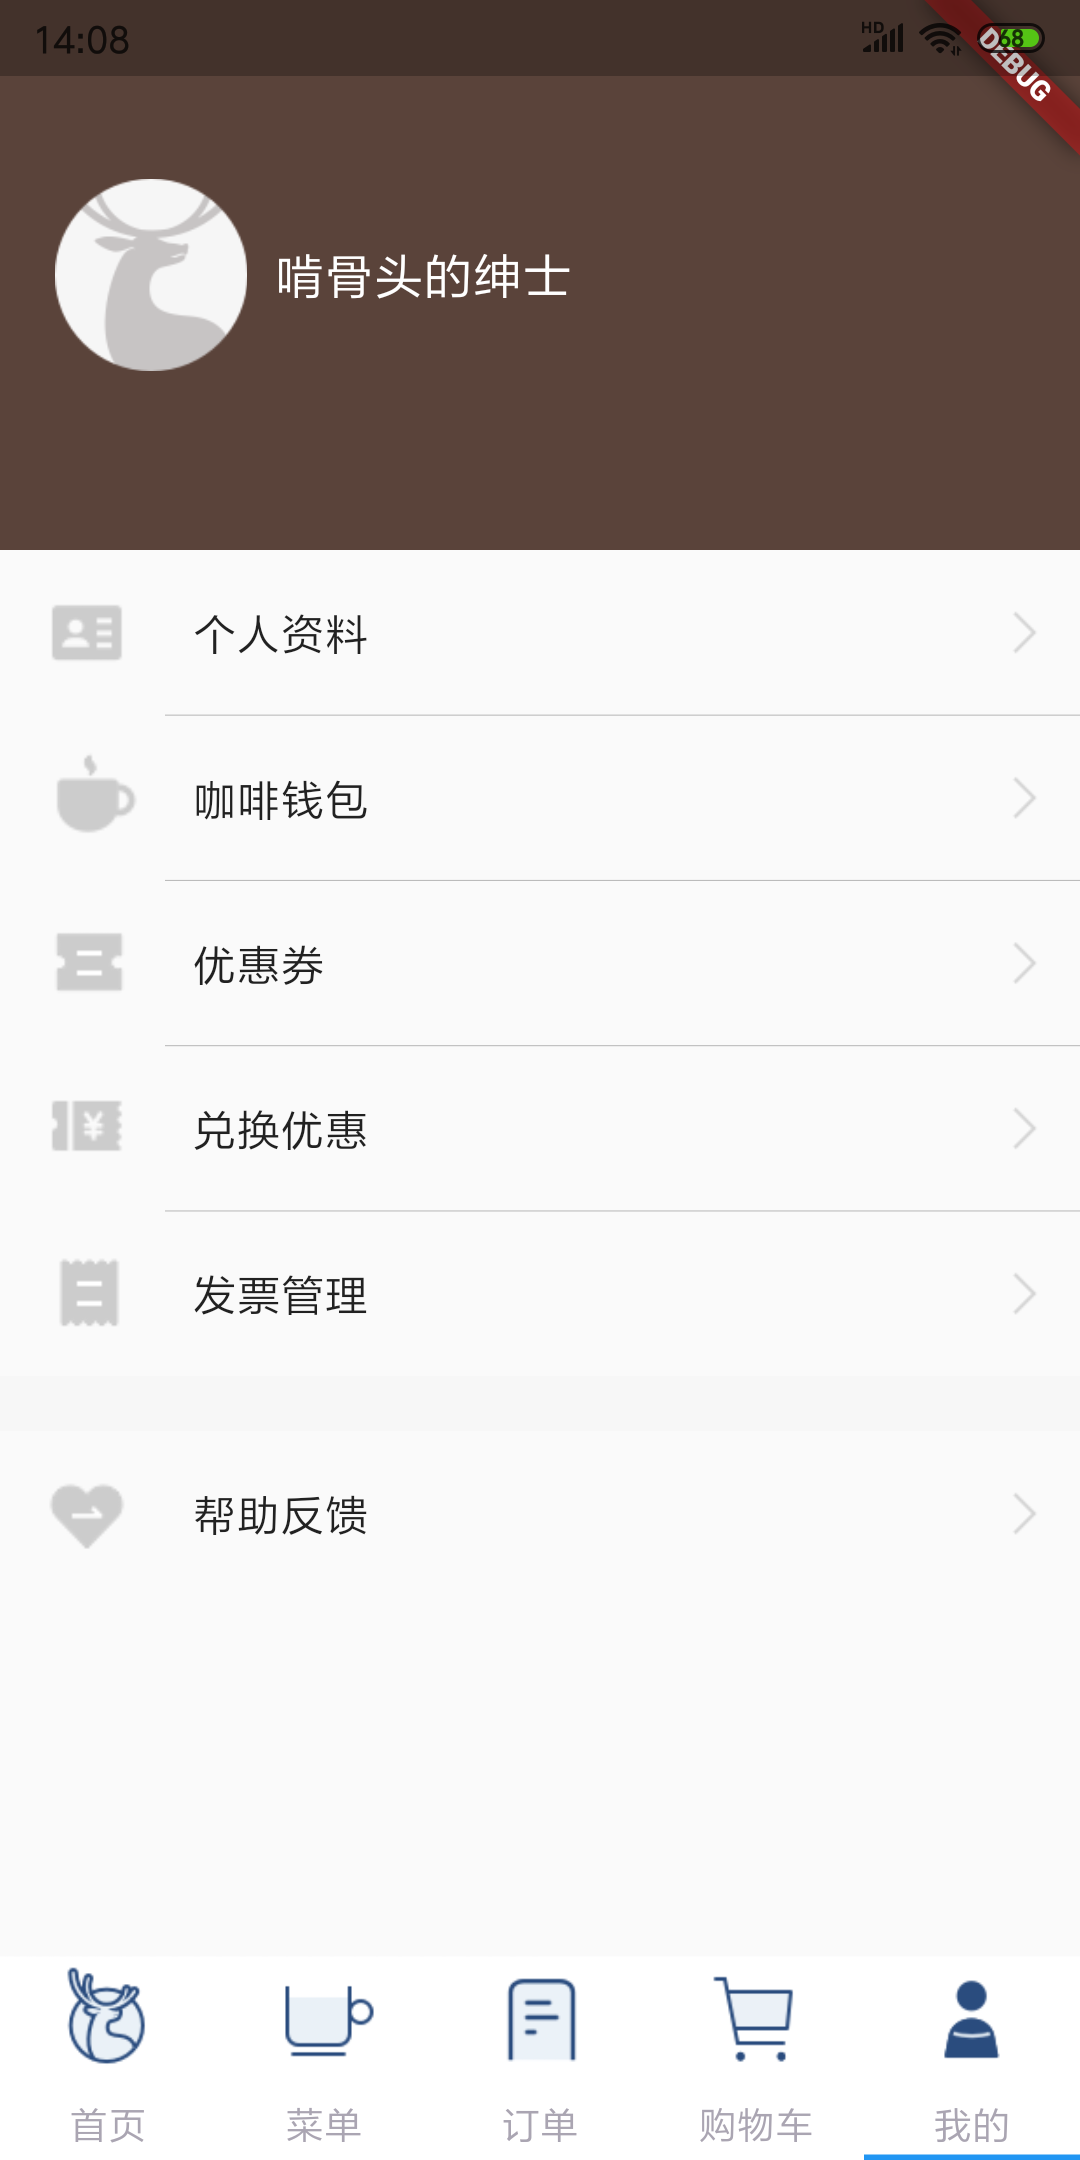 14:08
HD
68
DEBUG
啃骨头的绅士
个人资料
咖啡钱包
优惠券
¥
兑换优惠
发票管理
帮助反馈
首页
菜单
订单
购物车
我的